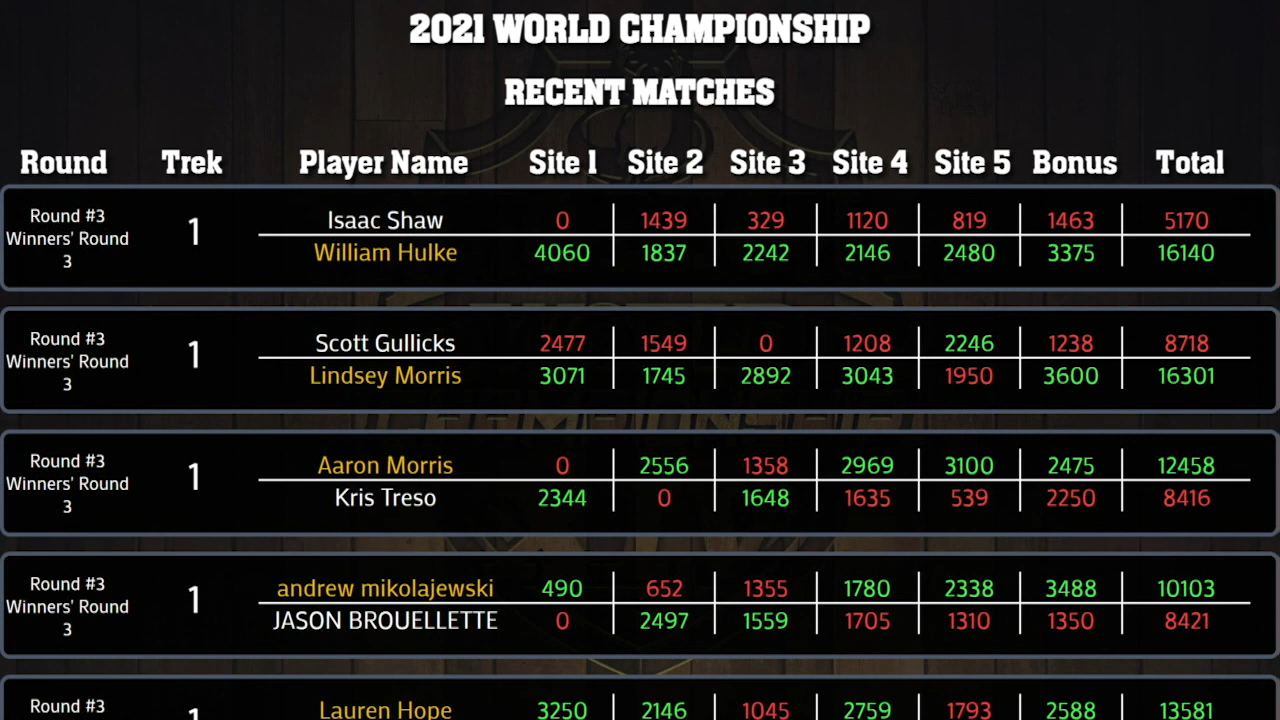 2021 WORLD CHAMPIONSHIP
RECENT MATCHES
Round Trek Player Name Site 1 Site 2 Site 3 Site 4 Site 5 Bonus Total
Round #3
Winners' Round
3
1
Isaac Shaw 0 1439 329 1120 819 1463 5170
William Hulke 4060 1837 2242 2146 2480 3375 16140
Round #3
Winners' Round
3
1
Scott Gullicks 2477 1549 0 1208 2246 1238 8718
Lindsey Morris 3071 1745 2892 3043 1950 3600 16301
Round #3
Winners' Round
3
1
Aaron Morris 0 2556 1358 2969 3100 2475 12458
Kris Treso 2344 0 1648 1635 539 2250 8416
Round #3
Winners' Round
3
1
andrew mikolajewski 490 652 1355 1780 2338 3488 10103
JASON BROUELLETTE 0 2497 1559 1705 1310 1350 8421
Round #3
1
Lauren Hope 3250 2146 1045 2759 1793 2588 13581